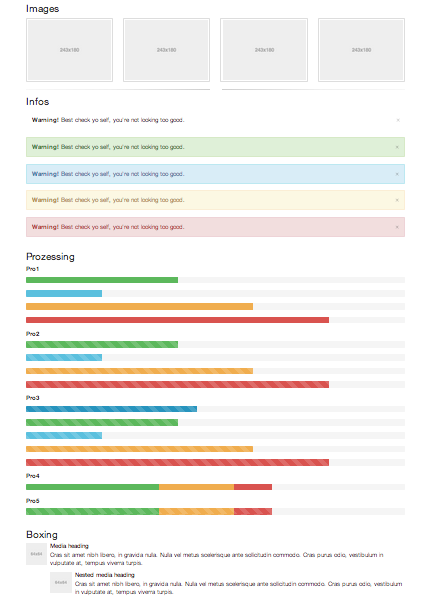 Images
243x180 243x180 243x180 243x180
Infos
Warning! Best check yo self, you're not looking too good. ×
Warning! Best check yo self, you're not looking too good. ×
Warning! Best check yo self, you're not looking too good. ×
Warning! Best check yo self, you're not looking too good. ×
Warning! Best check yo self, you're not looking too good. ×
Prozessing
Pro1
Pro2
Pro3
Pro4
Pro5
Boxing
Media heading
Cras sit amet nibh libero, in gravida nulla. Nulla vel metus scelerisque ante sollicitudin commodo. Cras purus odio, vestibulum in
vulputate at, tempus viverra turpis.
Nested media heading
Cras sit amet nibh libero, in gravida nulla. Nulla vel metus scelerisque ante sollicitudin commodo. Cras purus odio, vestibulum
in vulputate at, tempus viverra turpis.